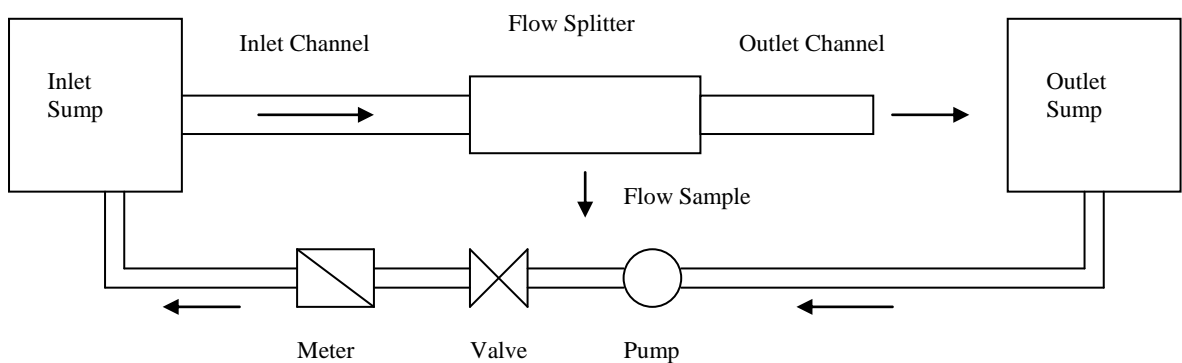 Flow Splitter
Inlet Channel
Outlet Channel
Inlet
Sump
Outlet
Sump
Flow Sample
Meter
Valve
Pump